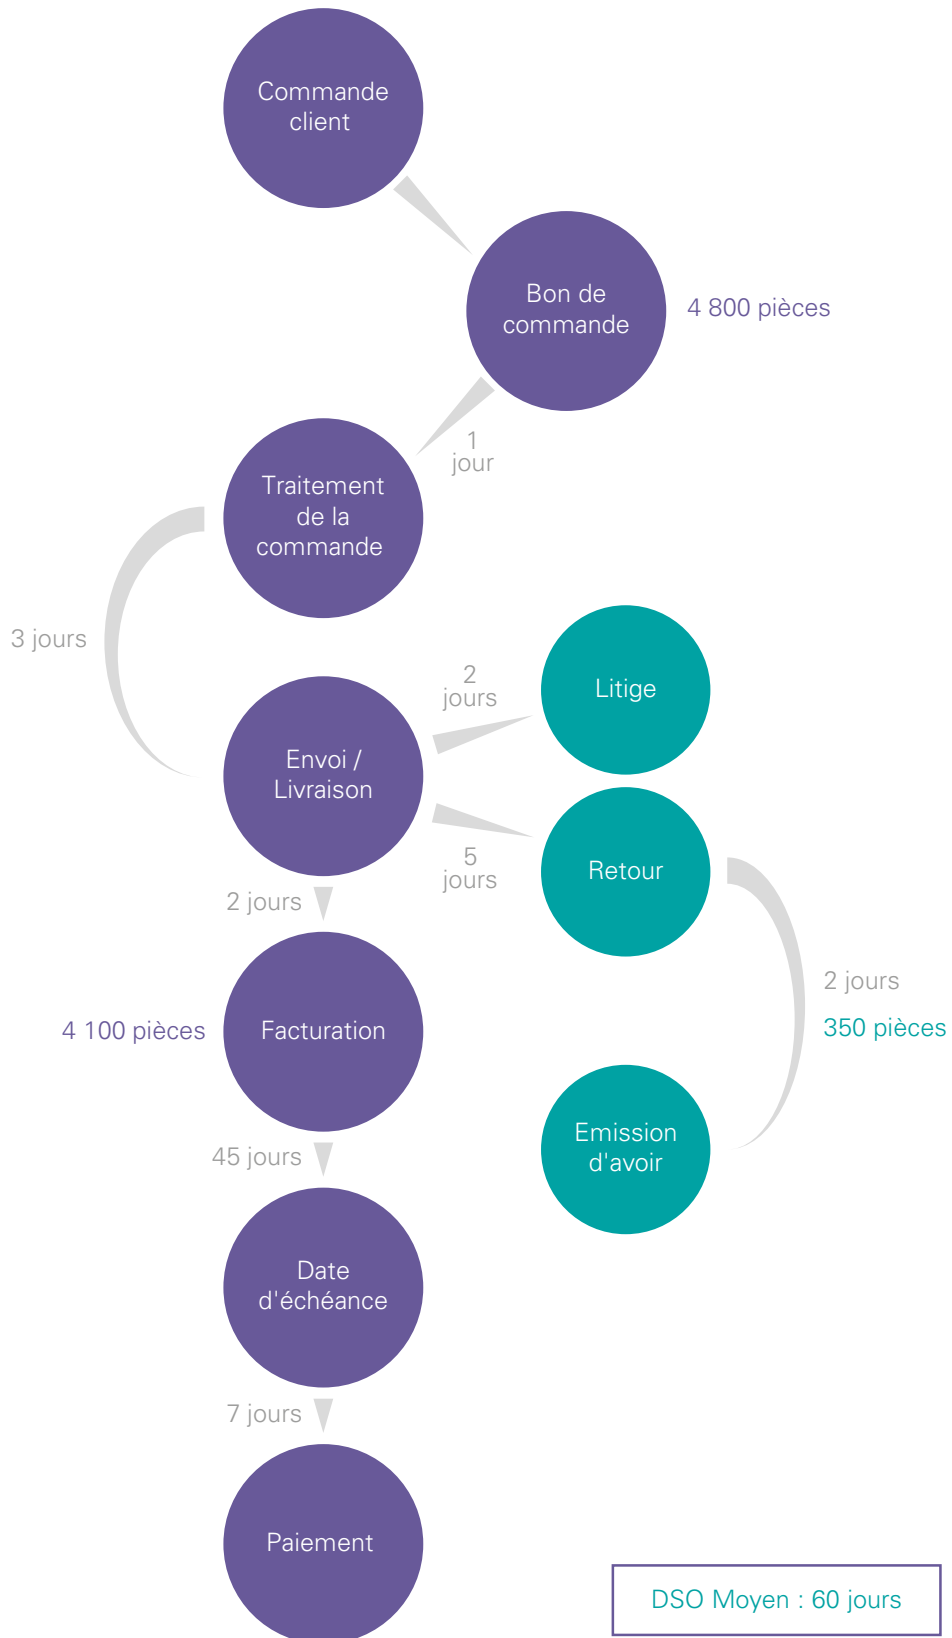 Commande
client
Bon de
commande
4 800 pièces
1
jour
Traitement
de la
commande
3 jours
2
jours
Litige
Envoi /
Livraison
5
jours
Retour
2 jours
2 jours
350 pièces
4 100 pièces
Facturation
Emission
d'avoir
45 jours
Date
d'échéance
7 jours
Paiement
DSO Moyen : 60 jours